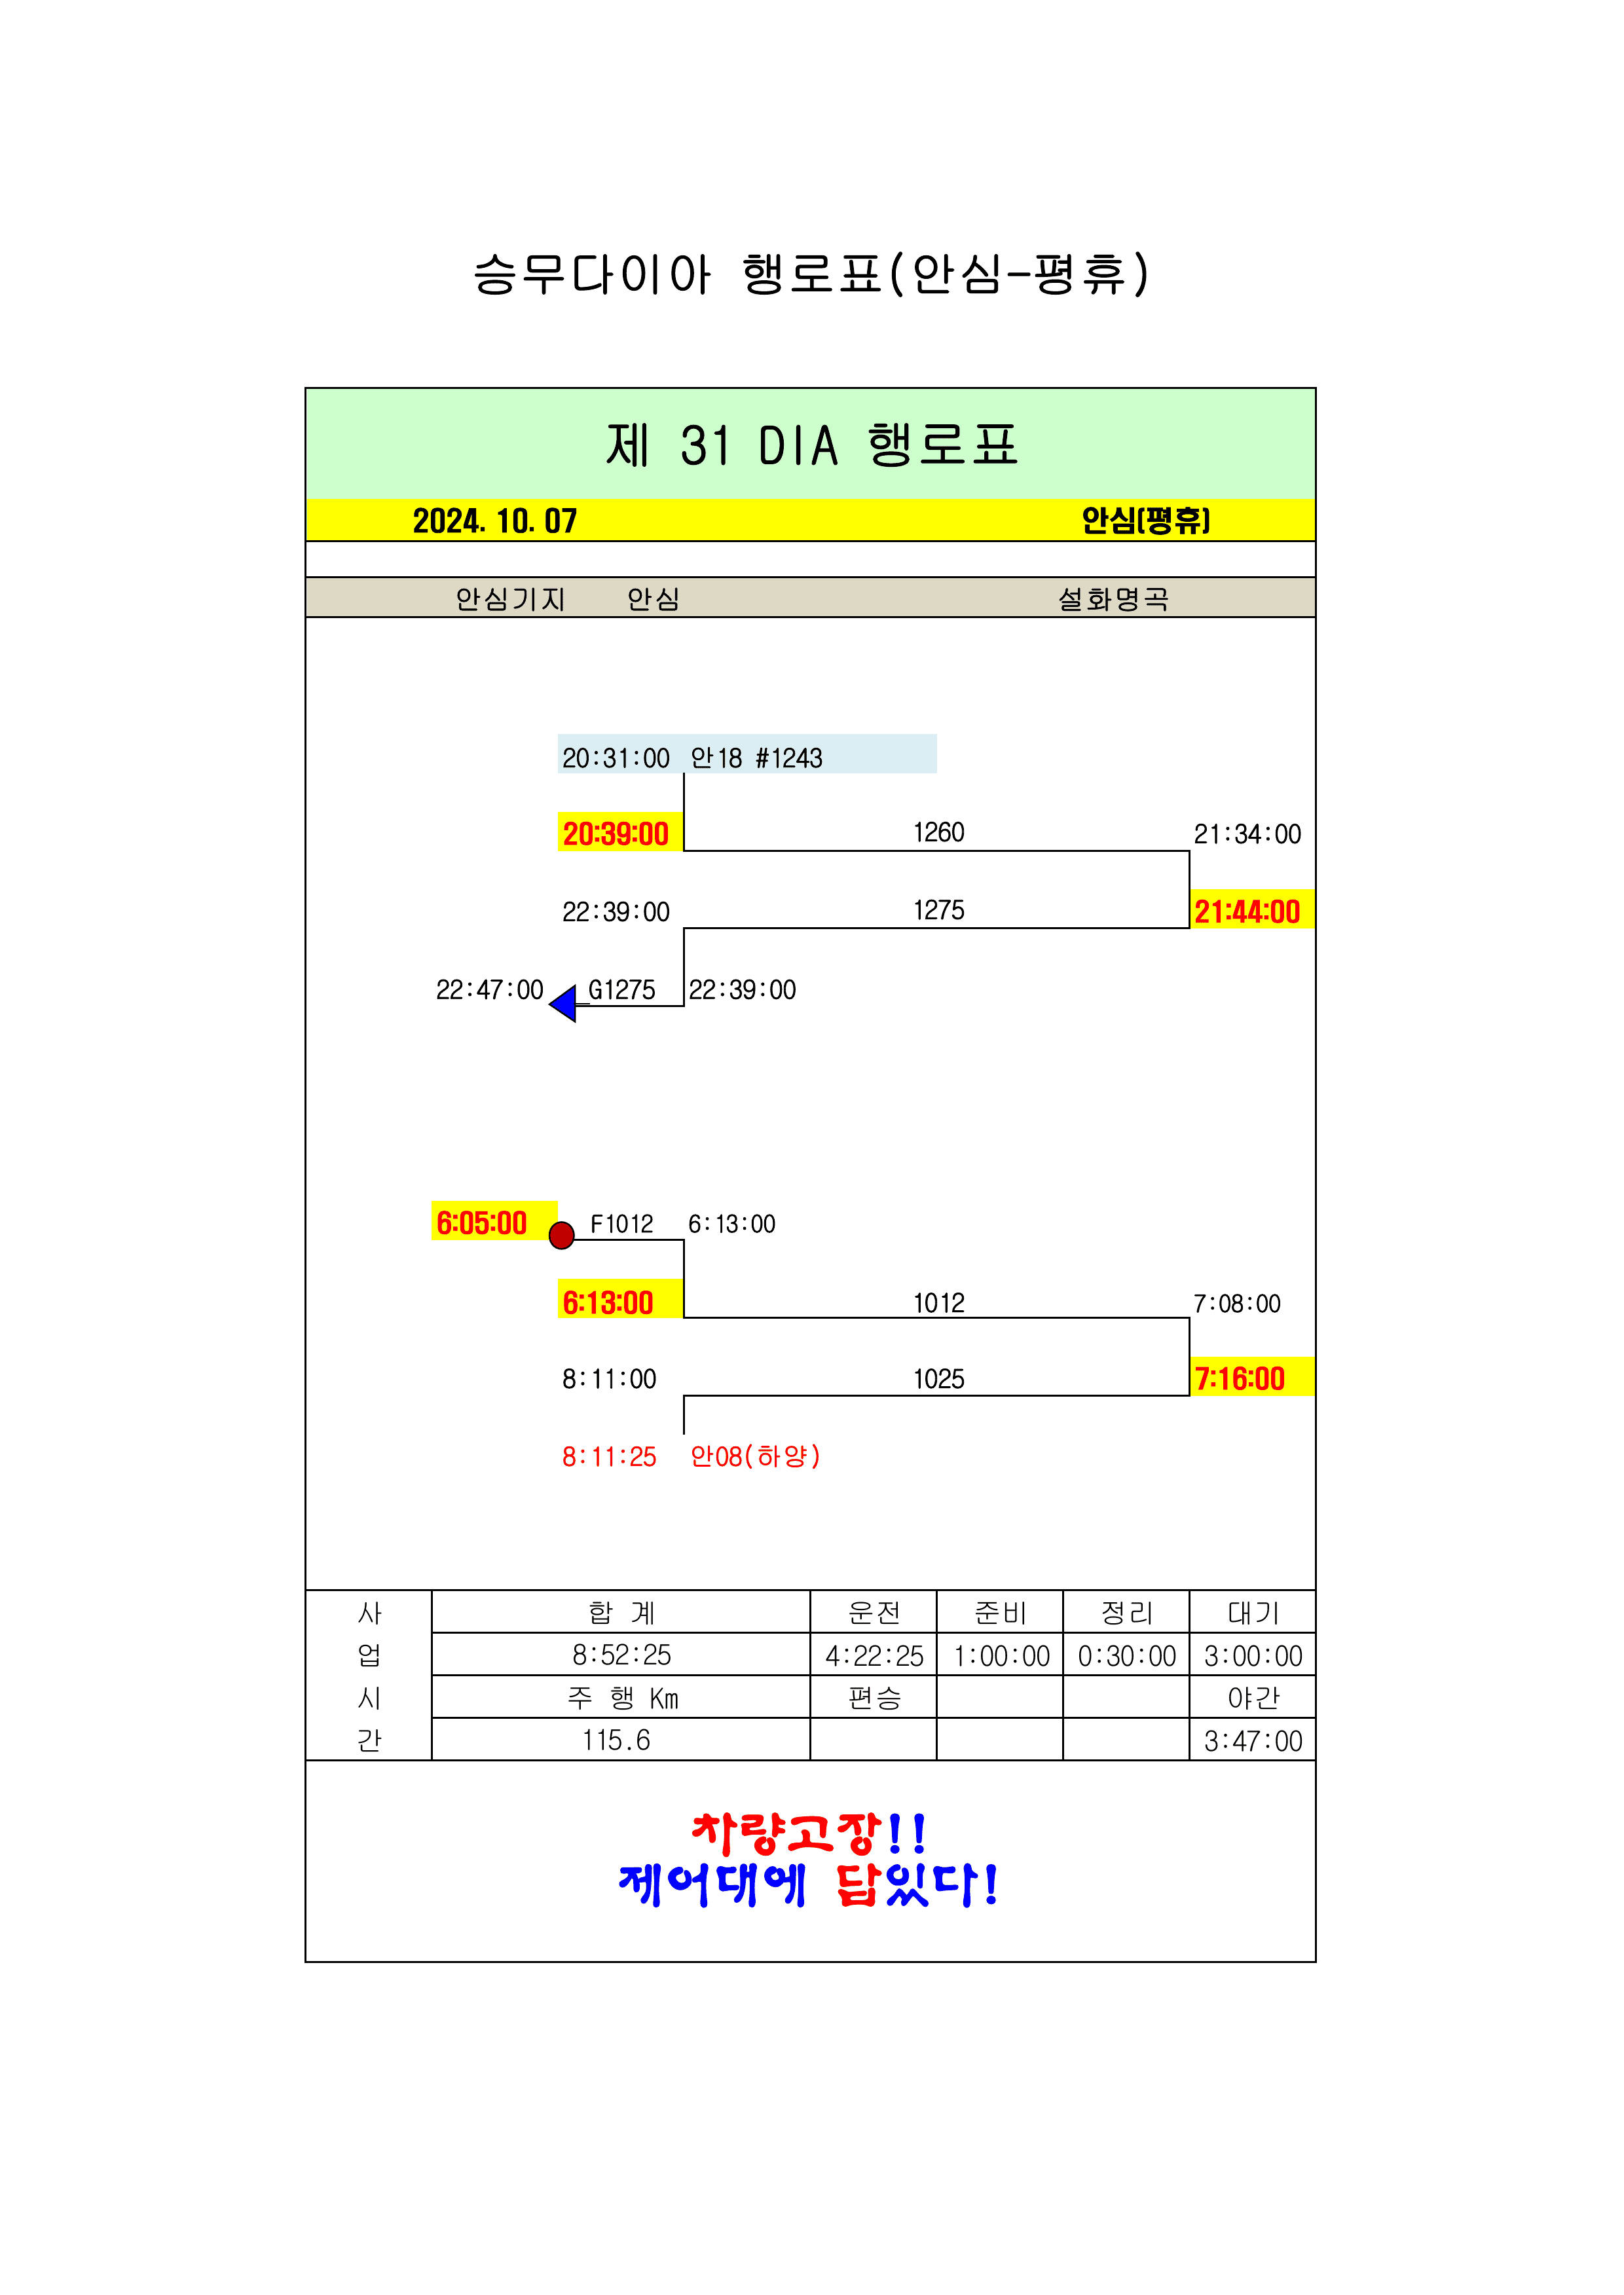 승무다이아 행로표(안심-평휴)
제 31 DIA 행로표
2024. 10. 07 안심(평휴)
안심기지 안심 설화명곡
20:31:00 안18 #1243
20:39:00 1260 21:34:00
22:39:00 1275 21:44:00
22:47:00 G1275 22:39:00
6:05:00 F1012 6:13:00
6:13:00 1012 7:08:00
8:11:00 1025 7:16:00
8:11:25 안08(하양)
사 합 계 운전 준비 정리 대기
업 8:52:25 4:22:25 1:00:00 0:30:00 3:00:00
시 주 행 Km 편승 야간
간 115.6 3:47:00
차량고장!!
제어대에 답있다!